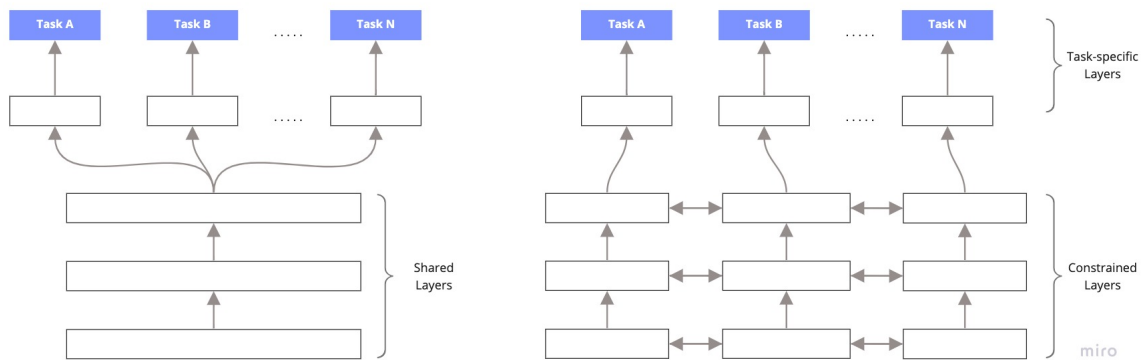 Task A
Task B
.....
Task N
Task A
Task B
.....
Task N
Task-specific
Layers
.....
.....
Shared
Layers
Constrained
Layers
miro